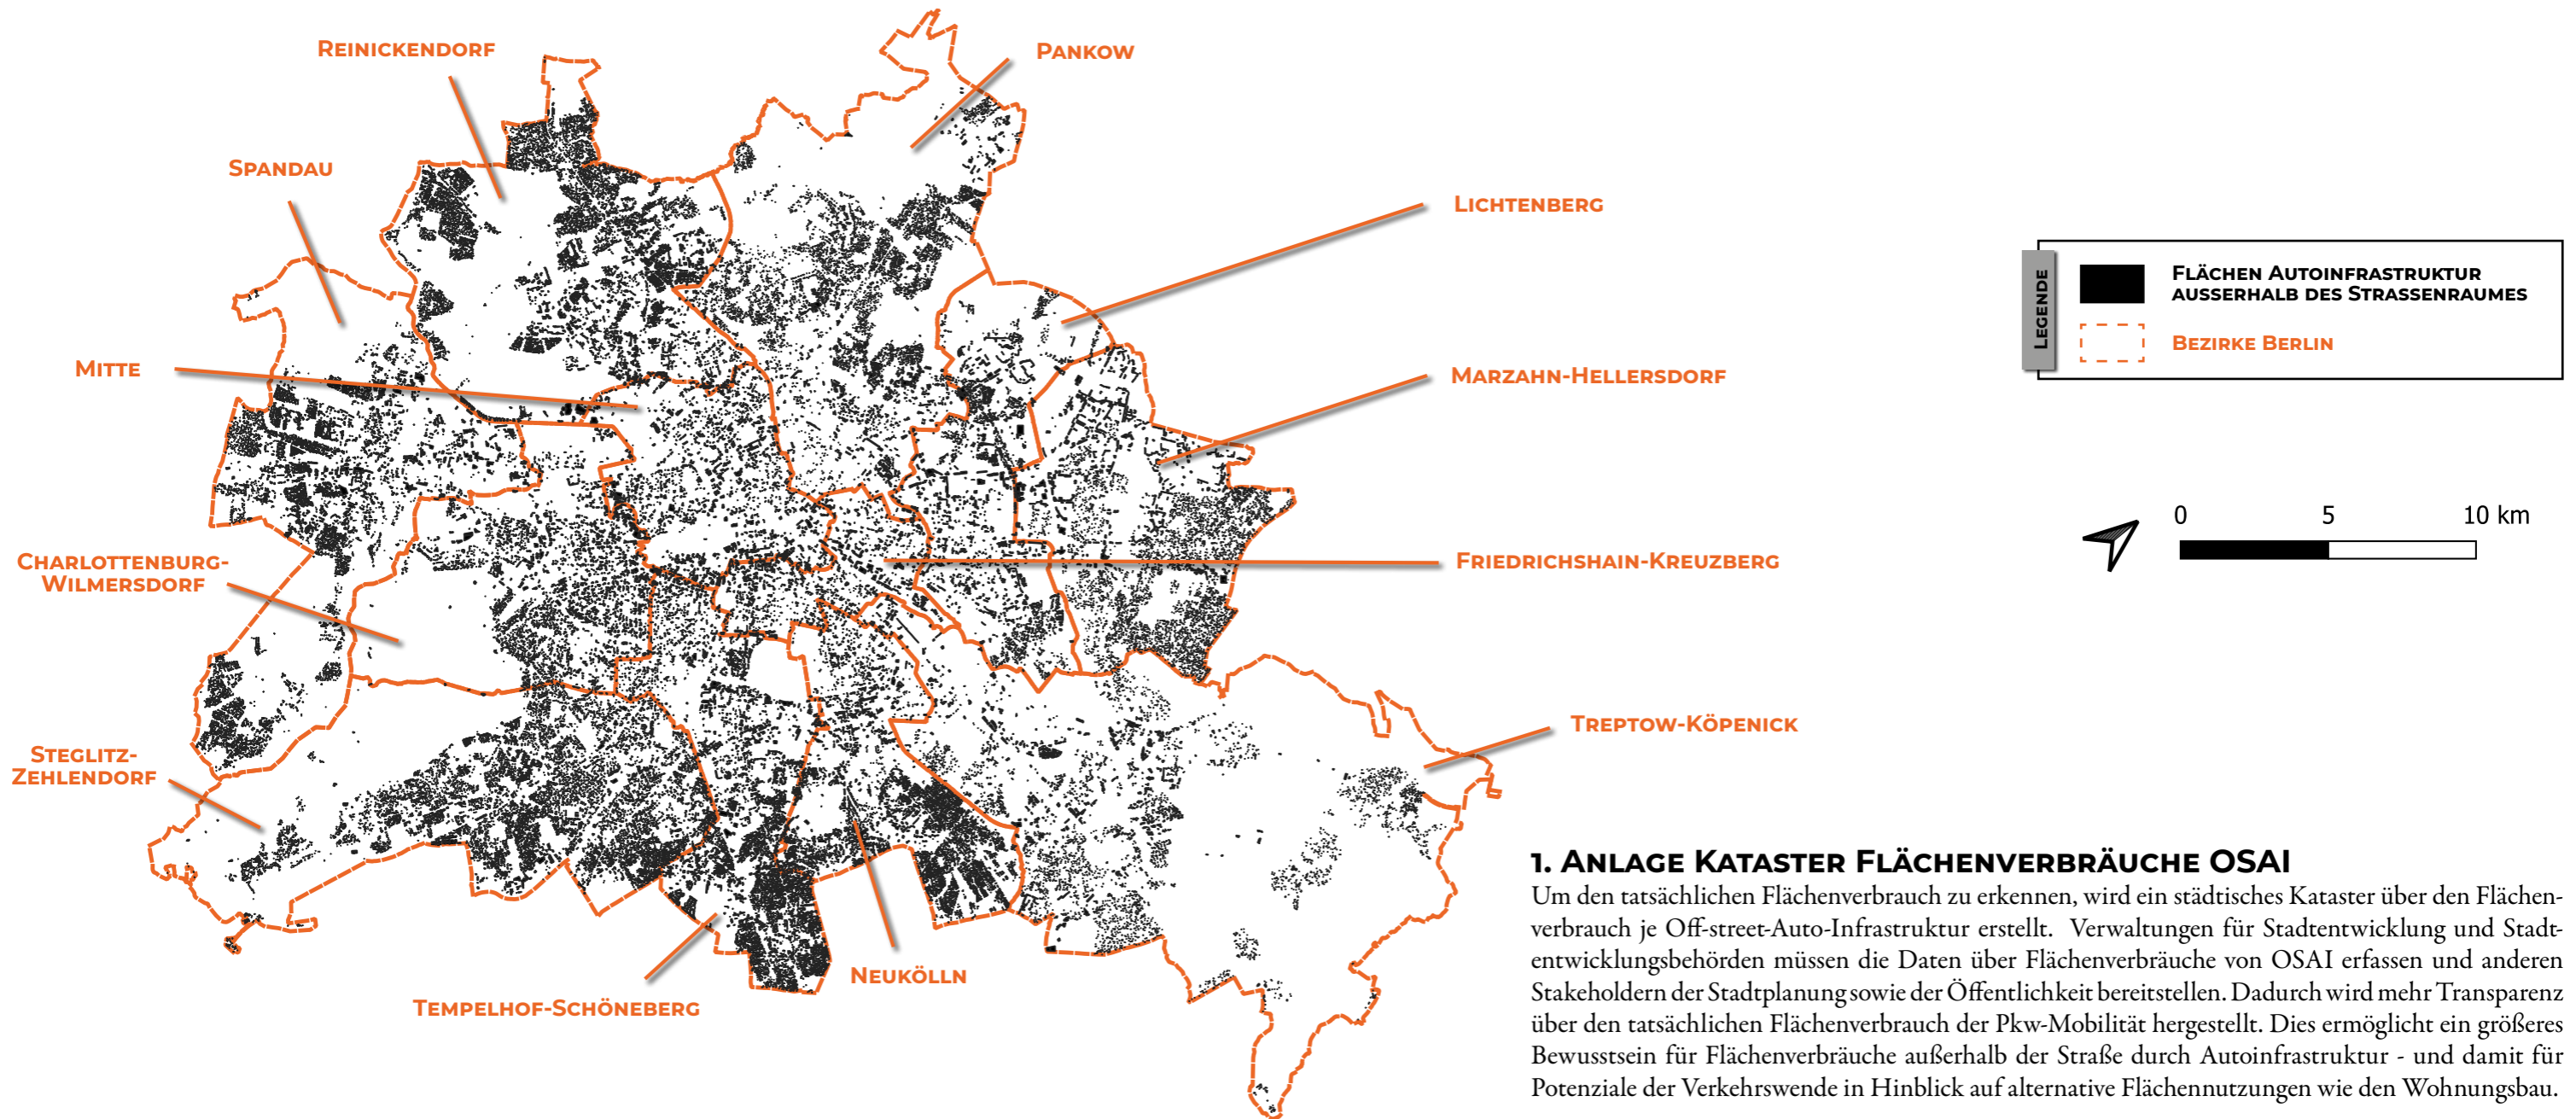 Reinickendorf
Pankow
Spandau
Lichtenberg
Mitte
Marzahn-Hellersdorf
Charlottenburg-
Wilmersdorf
Friedrichshain-Kreuzberg
Steglitz-
Zehlendorf
Treptow-Köpenick
Neukölln
Tempelhof-Schöneberg
Legende
Flächen Autoinfrastruktur
ausserhalb des Strassenraumes
Bezirke Berlin
0 5 10 km
1. Anlage Kataster Flächenverbräuche OSAI
Um den tatsächlichen Flächenverbrauch zu erkennen, wird ein städtisches Kataster über den Flächen-
verbrauch je Off-street-Auto-Infrastruktur erstellt. Verwaltungen für Stadtentwicklung und Stadt-
entwicklungsbehörden müssen die Daten über Flächenverbräuche von OSAI erfassen und anderen
Stakeholdern der Stadtplanung sowie der Öffentlichkeit bereitstellen. Dadurch wird mehr Transparenz
über den tatsächlichen Flächenverbrauch der Pkw-Mobilität hergestellt. Dies ermöglicht ein größeres
Bewusstsein für Flächenverbräuche außerhalb der Straße durch Autoinfrastruktur - und damit für
Potenziale der Verkehrswende in Hinblick auf alternative Flächennutzungen wie den Wohnungsbau.